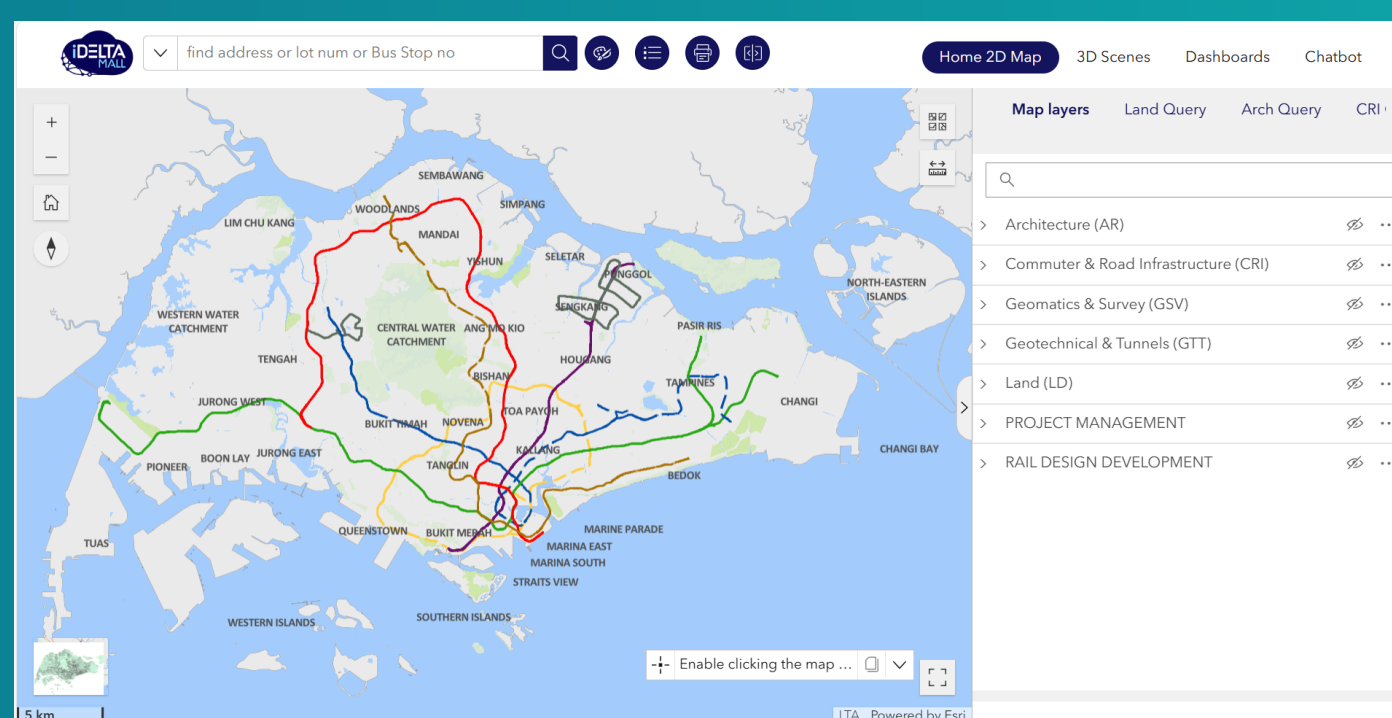 iDELTA
MALL
find address or lot num or Bus Stop no
Home 2D Map
3D Scenes
Dashboards
Chatbot
Map layers
Land Query
Arch Query
CRI
Architecture (AR)
Commuter & Road Infrastructure (CRI)
Geomatics & Survey (GSV)
Geotechnical & Tunnels (GTT)
Land (LD)
PROJECT MANAGEMENT
RAIL DESIGN DEVELOPMENT
SEMBAWANG
WOODLANDS
SIMPANG
LIM CHU KANG
MANDAI
YISHUN
SELETAR
PUNGGOL
NORTH-EASTERN
ISLANDS
SENGKANG
WESTERN WATER
CATCHMENT
CENTRAL WATER
CATCHMENT
ANG MO KIO
PASIR RIS
TENGAH
HOUGANG
BISHAN
TAMPINES
JURONG WEST
CHANGI
TOA PAYOH
BUKIT TIMAH
NOVENA
KALLANG
CHANGI BAY
BOON LAY
JURONG EAST
PIONEER
TANGLIN
BEDOK
QUEENSTOWN
BUKIT MERAH
MARINE PARADE
TUAS
MARINA EAST
MARINA SOUTH
STRAITS VIEW
WESTERN ISLANDS
SOUTHERN ISLANDS
Enable clicking the map ...
5 km
LTA
Powered by Esri